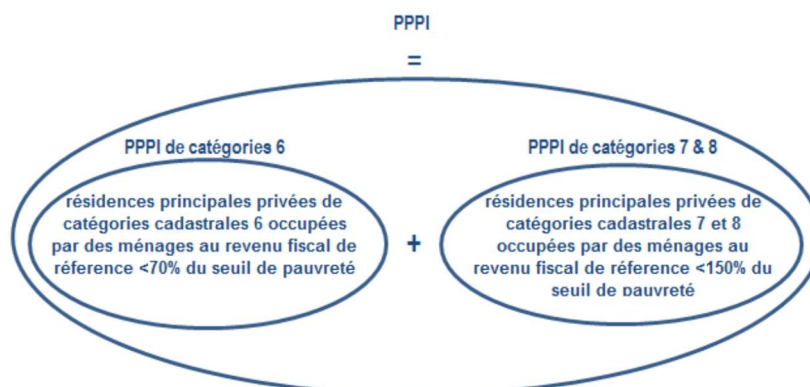 PPPI
=
PPPI de catégories 6
résidences principales privées de
catégories cadastrales 6 occupées
par des ménages au revenu fiscal de
réference <70% du seuil de pauvreté
+
PPPI de catégories 7 & 8
résidences principales privées de
catégories cadastrales 7 et 8
occupées par des ménages au
revenu fiscal de réference <150% du
seuil de pauvreté